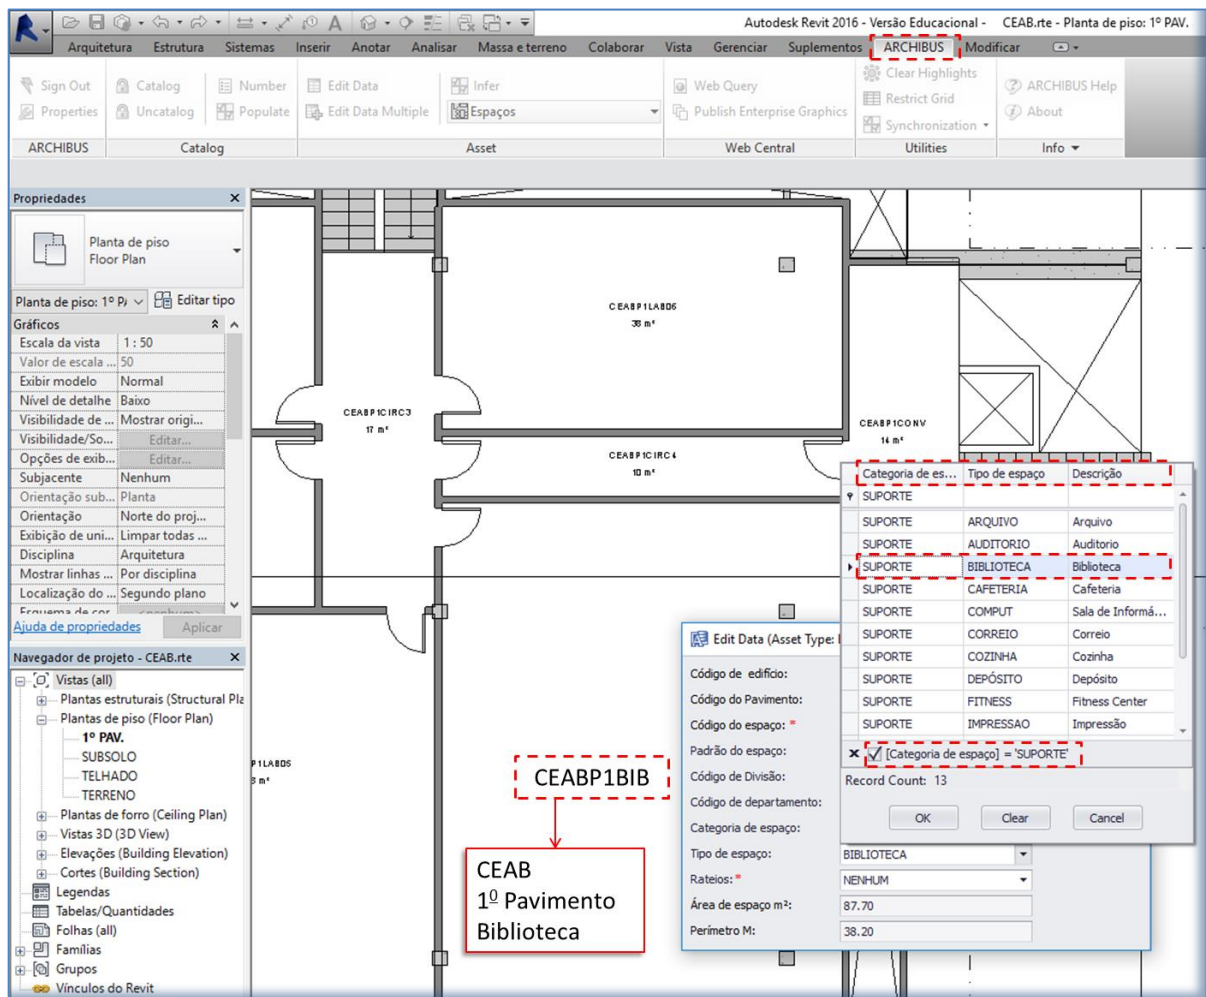 Autodesk Revit 2016 - Versão Educacional - CEAB.rte - Planta de piso: 1º PAV.
Arquitetura Estrutura Sistemas Inserir Anotar Analisar Massa e terreno Colaborar Vista Gerenciar Suplementos ARCHIBUS Modificar
Sign Out Catalog Number Edit Data Infer Web Query Clear Highlights ARCHIBUS Help
Properties Uncatalog Populate Edit Data Multiple Espaços Publish Enterprise Graphics Restrict Grid About
Synchronization
ARCHIBUS Catalog Asset Web Central Utilities Info
Propriedades
Planta de piso
Floor Plan
Planta de piso: 1º P Editar tipo
Gráficos
Escala da vista 1 : 50
Valor de escala ... 50
Exibir modelo Normal
Nível de detalhe Baixo
Visibilidade de ... Mostrar origi...
Visibilidade/So... Editar...
Opções de exib... Editar...
Subjacente Nenhum
Orientação sub... Planta
Orientação Norte do proj...
Exibição de uni... Limpar todas ...
Disciplina Arquitetura
Mostrar linhas ... Por disciplina
Localização do ... Segundo plano
Esquema de cor... <nenhum>
Ajuda de propriedades Aplicar
Navegador de projeto - CEAB.rte
Vistas (all)
Plantas estruturais (Structural Pla
Plantas de piso (Floor Plan)
1º PAV.
SUBSOLO
TELHADO
TERRENO
Plantas de forro (Ceiling Plan)
Vistas 3D (3D View)
Elevações (Building Elevation)
Cortes (Building Section)
Legendas
Tabelas/Quantidades
Folhas (all)
Famílias
Grupos
Vínculos do Revit
CEABP1LAB06
38 m²
CEABP1CIRC3
17 m²
CEABP1CIRC4
10 m²
CEABP1CONV
14 m²
P1LAB05
3 m²
CEABP1BIB
CEAB
1º Pavimento
Biblioteca
Edit Data (Asset Type:
Código de edifício:
Código do Pavimento:
Código do espaço: *
Padrão do espaço:
Código de Divisão:
Código de departamento:
Categoria de espaço:
Tipo de espaço: BIBLIOTECA
Rateios: * NENHUM
Área de espaço m²: 87.70
Perímetro M: 38.20
Categoria de es... Tipo de espaço Descrição
SUPORTE
SUPORTE ARQUIVO Arquivo
SUPORTE AUDITORIO Auditorio
SUPORTE BIBLIOTECA Biblioteca
SUPORTE CAFETERIA Cafeteria
SUPORTE COMPUT Sala de Informá...
SUPORTE CORREIO Correio
SUPORTE COZINHA Cozinha
SUPORTE DEPÓSITO Depósito
SUPORTE FITNESS Fitness Center
SUPORTE IMPRESSAO Impressão
[Categoria de espaço] = 'SUPORTE'
Record Count: 13
OK Clear Cancel